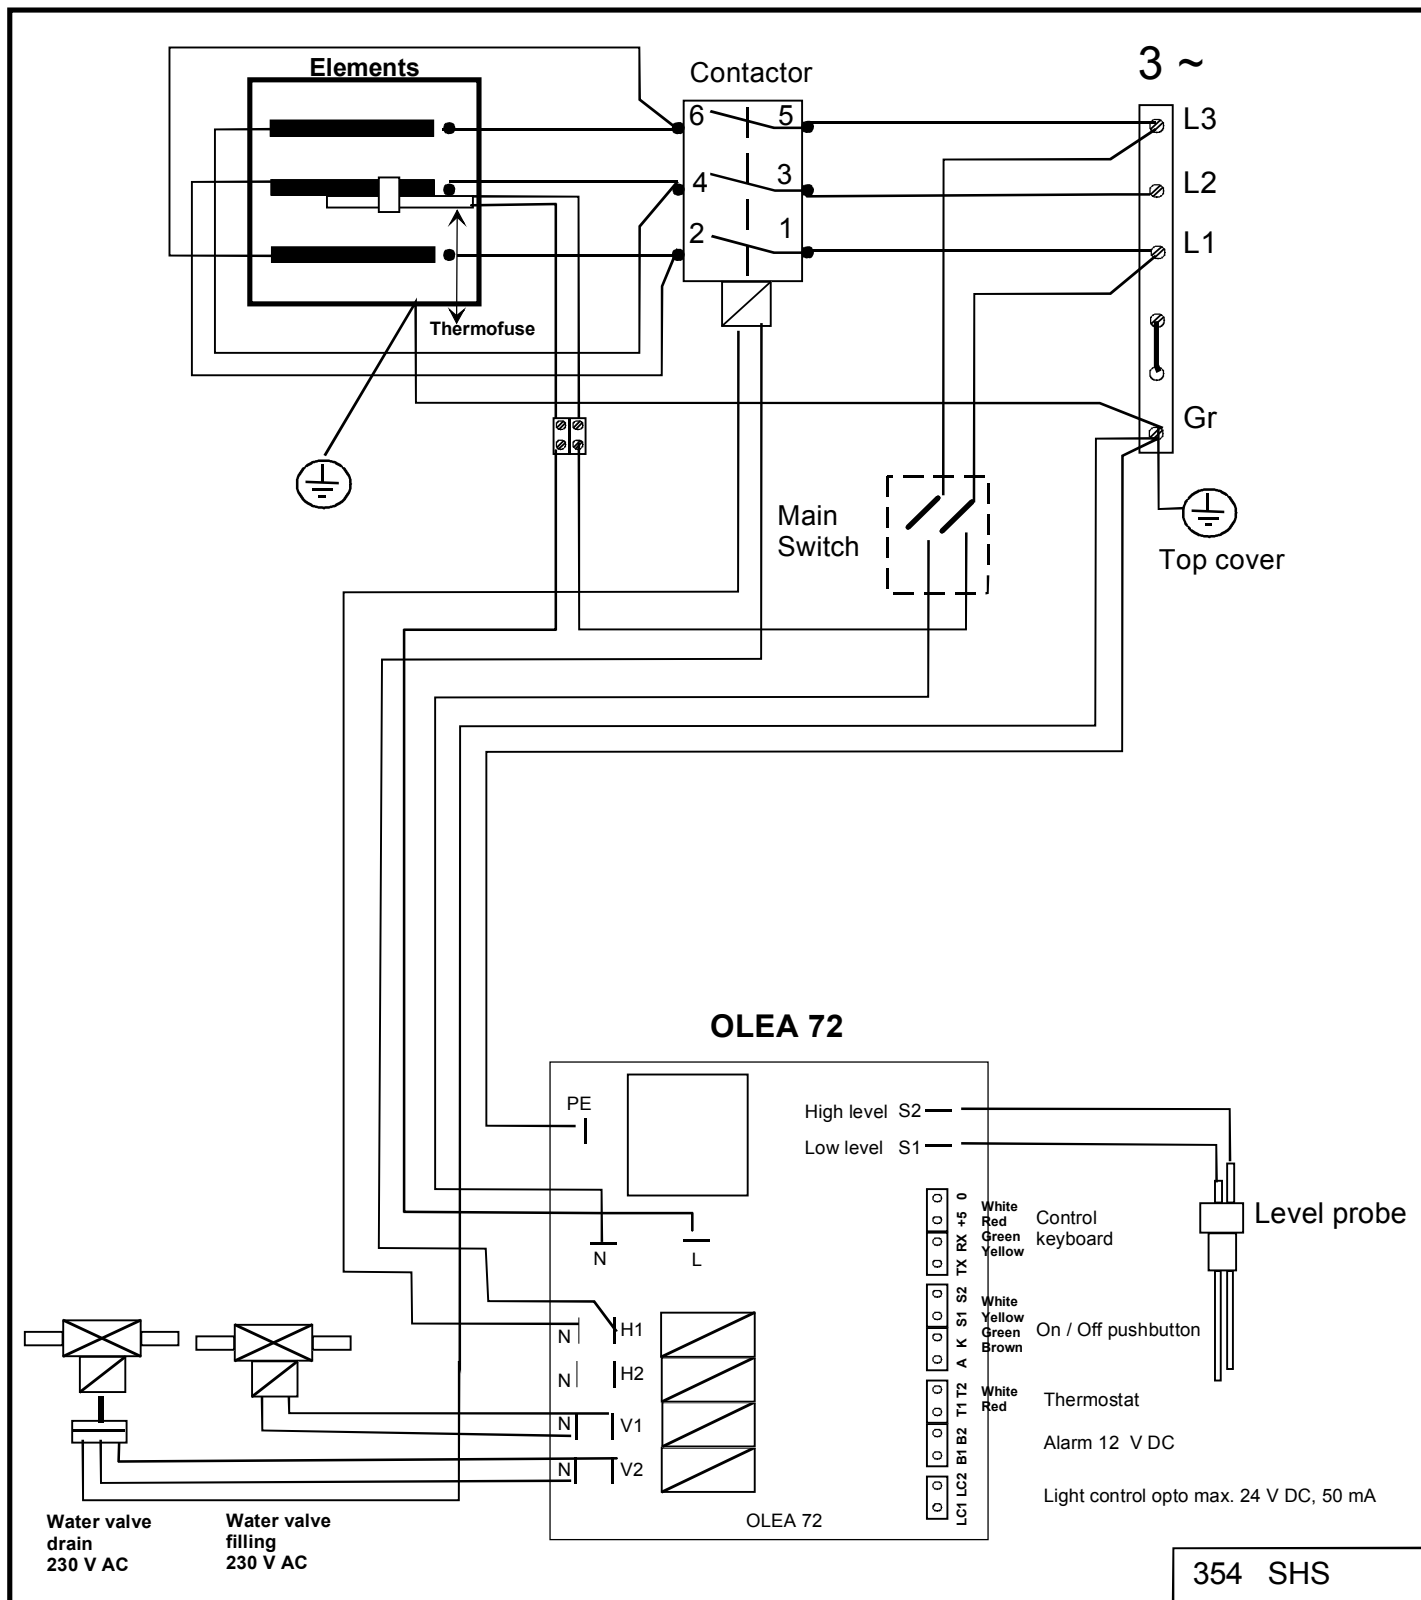 3 ~
Elements
Contactor
6 5
4 3
2 1
L3
L2
L1
Gr
Thermofuse
Main
Switch
Top cover
OLEA 72
PE
High level S2
Low level S1
N
L
N H1
N H2
N V1
N V2
TX RX +5 0
White
Red
Green
Yellow
Control
keyboard
A K S1 S2
White
Yellow
Green
Brown
On / Off pushbutton
T1 T2
White
Red
Thermostat
B1 B2
Alarm 12 V DC
LC1 LC2
Light control opto max. 24 V DC, 50 mA
Level probe
OLEA 72
Water valve
drain
230 V AC
Water valve
filling
230 V AC
354 SHS